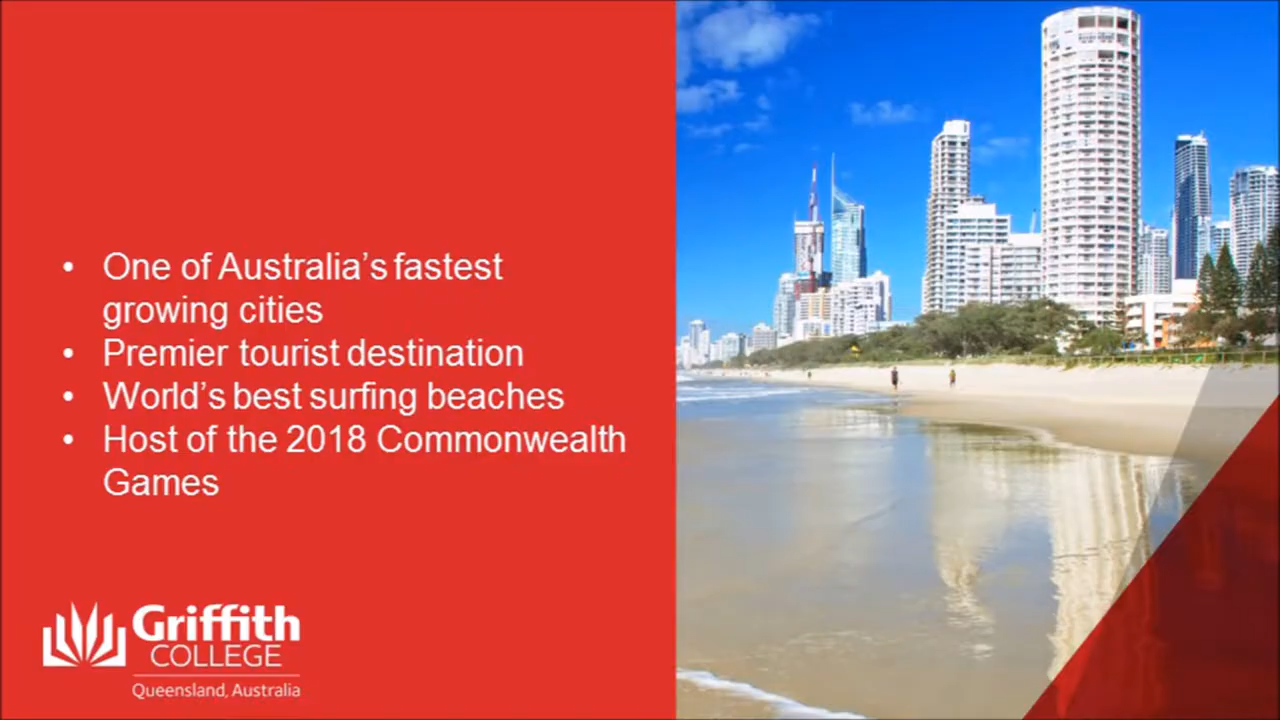 • One of Australia's fastest
growing cities
• Premier tourist destination
• World's best surfing beaches
• Host of the 2018 Commonwealth
Games
Griffith
COLLEGE
Queensland, Australia